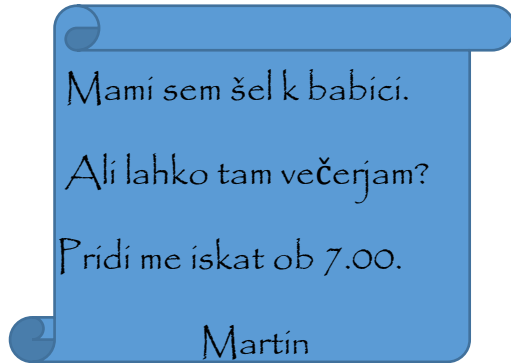 Mami sem šel k babici.
Ali lahko tam večerjam?
Pridi me iskat ob 7.00.
Martin